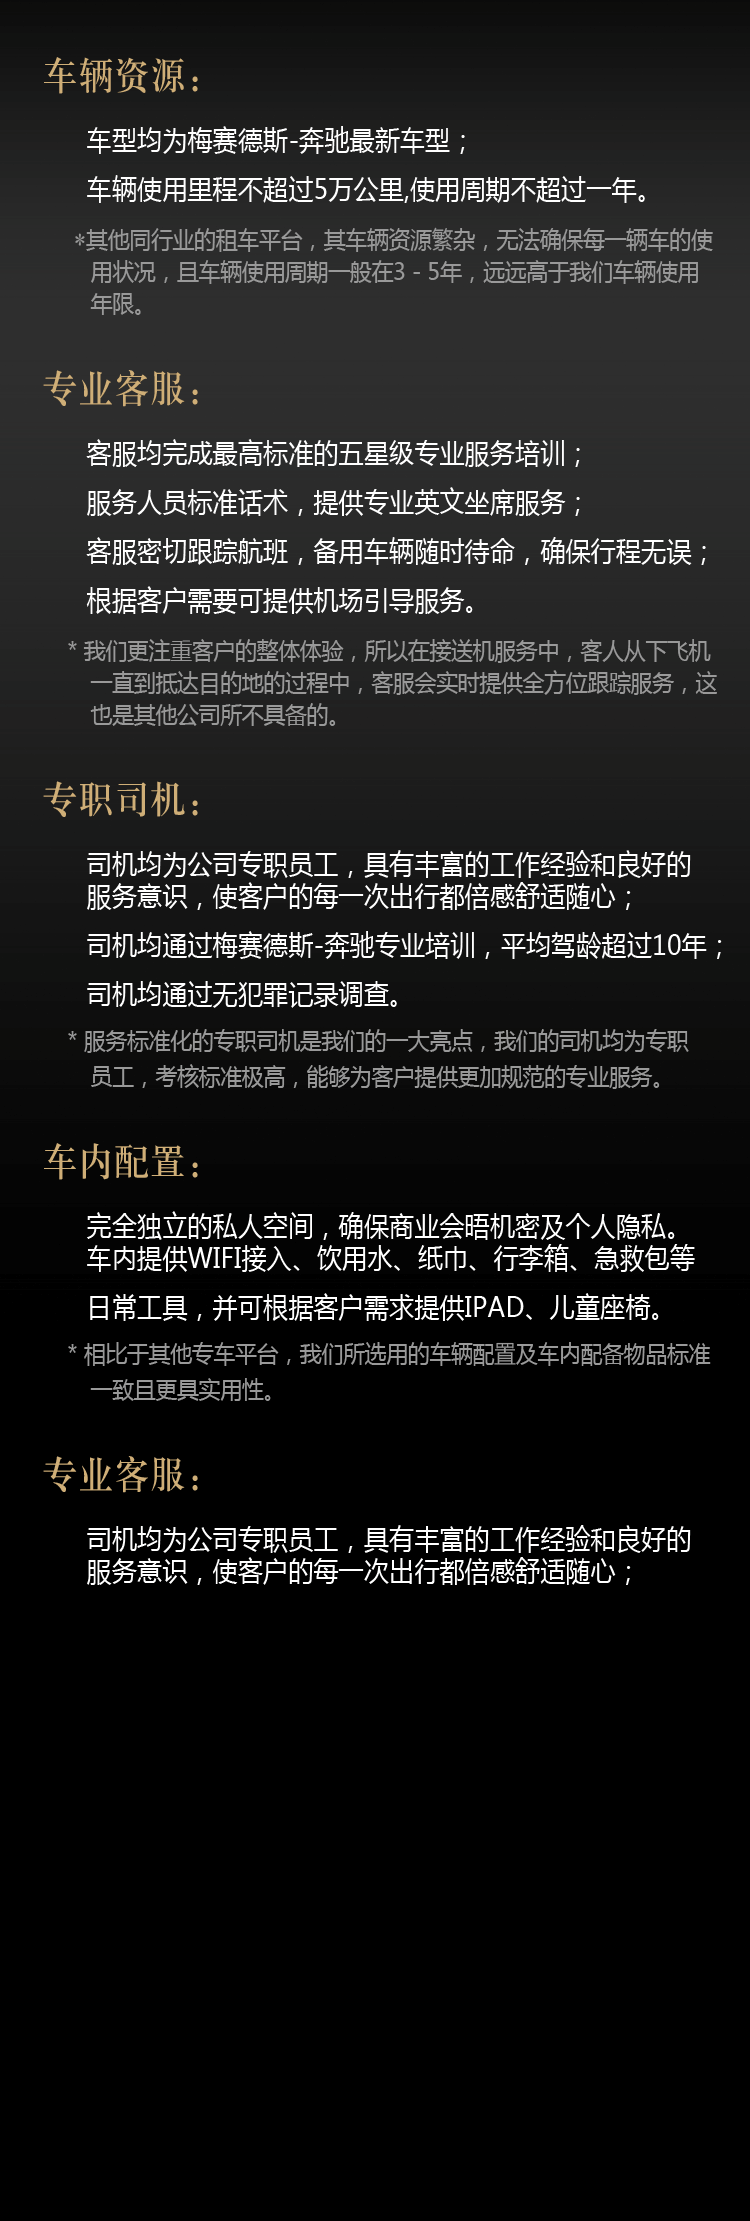 车辆资源：
车型均为梅赛德斯-奔驰最新车型；
车辆使用里程不超过5万公里,使用周期不超过一年。
*其他同行业的租车平台，其车辆资源繁杂，无法确保每一辆车的使
用状况，且车辆使用周期一般在3－5年，远远高于我们车辆使用
年限。
专业客服：
客服均完成最高标准的五星级专业服务培训；
服务人员标准话术，提供专业英文坐席服务；
客服密切跟踪航班，备用车辆随时待命，确保行程无误；
根据客户需要可提供机场引导服务。
* 我们更注重客户的整体体验，所以在接送机服务中，客人从下飞机
一直到抵达目的地的过程中，客服会实时提供全方位跟踪服务，这
也是其他公司所不具备的。
专职司机：
司机均为公司专职员工，具有丰富的工作经验和良好的
服务意识，使客户的每一次出行都倍感舒适随心；
司机均通过梅赛德斯-奔驰专业培训，平均驾龄超过10年；
司机均通过无犯罪记录调查。
* 服务标准化的专职司机是我们的一大亮点，我们的司机均为专职
员工，考核标准极高，能够为客户提供更加规范的专业服务。
车内配置：
完全独立的私人空间，确保商业会晤机密及个人隐私。
车内提供WIFI接入、饮用水、纸巾、行李箱、急救包等
日常工具，并可根据客户需求提供IPAD、儿童座椅。
* 相比于其他专车平台，我们所选用的车辆配置及车内配备物品标准
一致且更具实用性。
专业客服：
司机均为公司专职员工，具有丰富的工作经验和良好的
服务意识，使客户的每一次出行都倍感舒适随心；